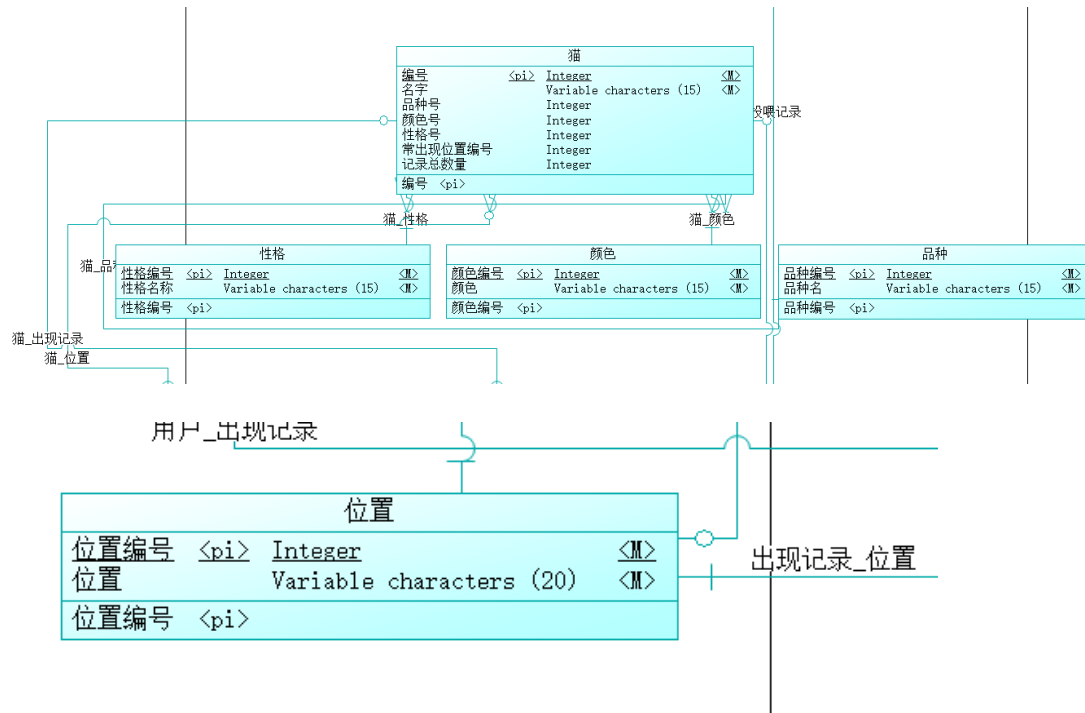 猫
编号 <pi> Integer <M>
名字 Variable characters (15) <M>
品种号 Integer
颜色号 Integer
性格号 Integer
常出现位置编号 Integer
记录总数量 Integer
编号 <pi>
喂记录
猫_性格
猫_颜色
猫_品
性格
性格编号 <pi> Integer <M>
性格名称 Variable characters (15) <M>
性格编号 <pi>
颜色
颜色编号 <pi> Integer <M>
颜色 Variable characters (15) <M>
颜色编号 <pi>
品种
品种编号 <pi> Integer <M>
品种名 Variable characters (15) <M>
品种编号 <pi>
猫_出现记录
猫_位置
用户_出现记录
位置
位置编号 <pi> Integer <M>
位置 Variable characters (20) <M>
位置编号 <pi>
出现记录_位置